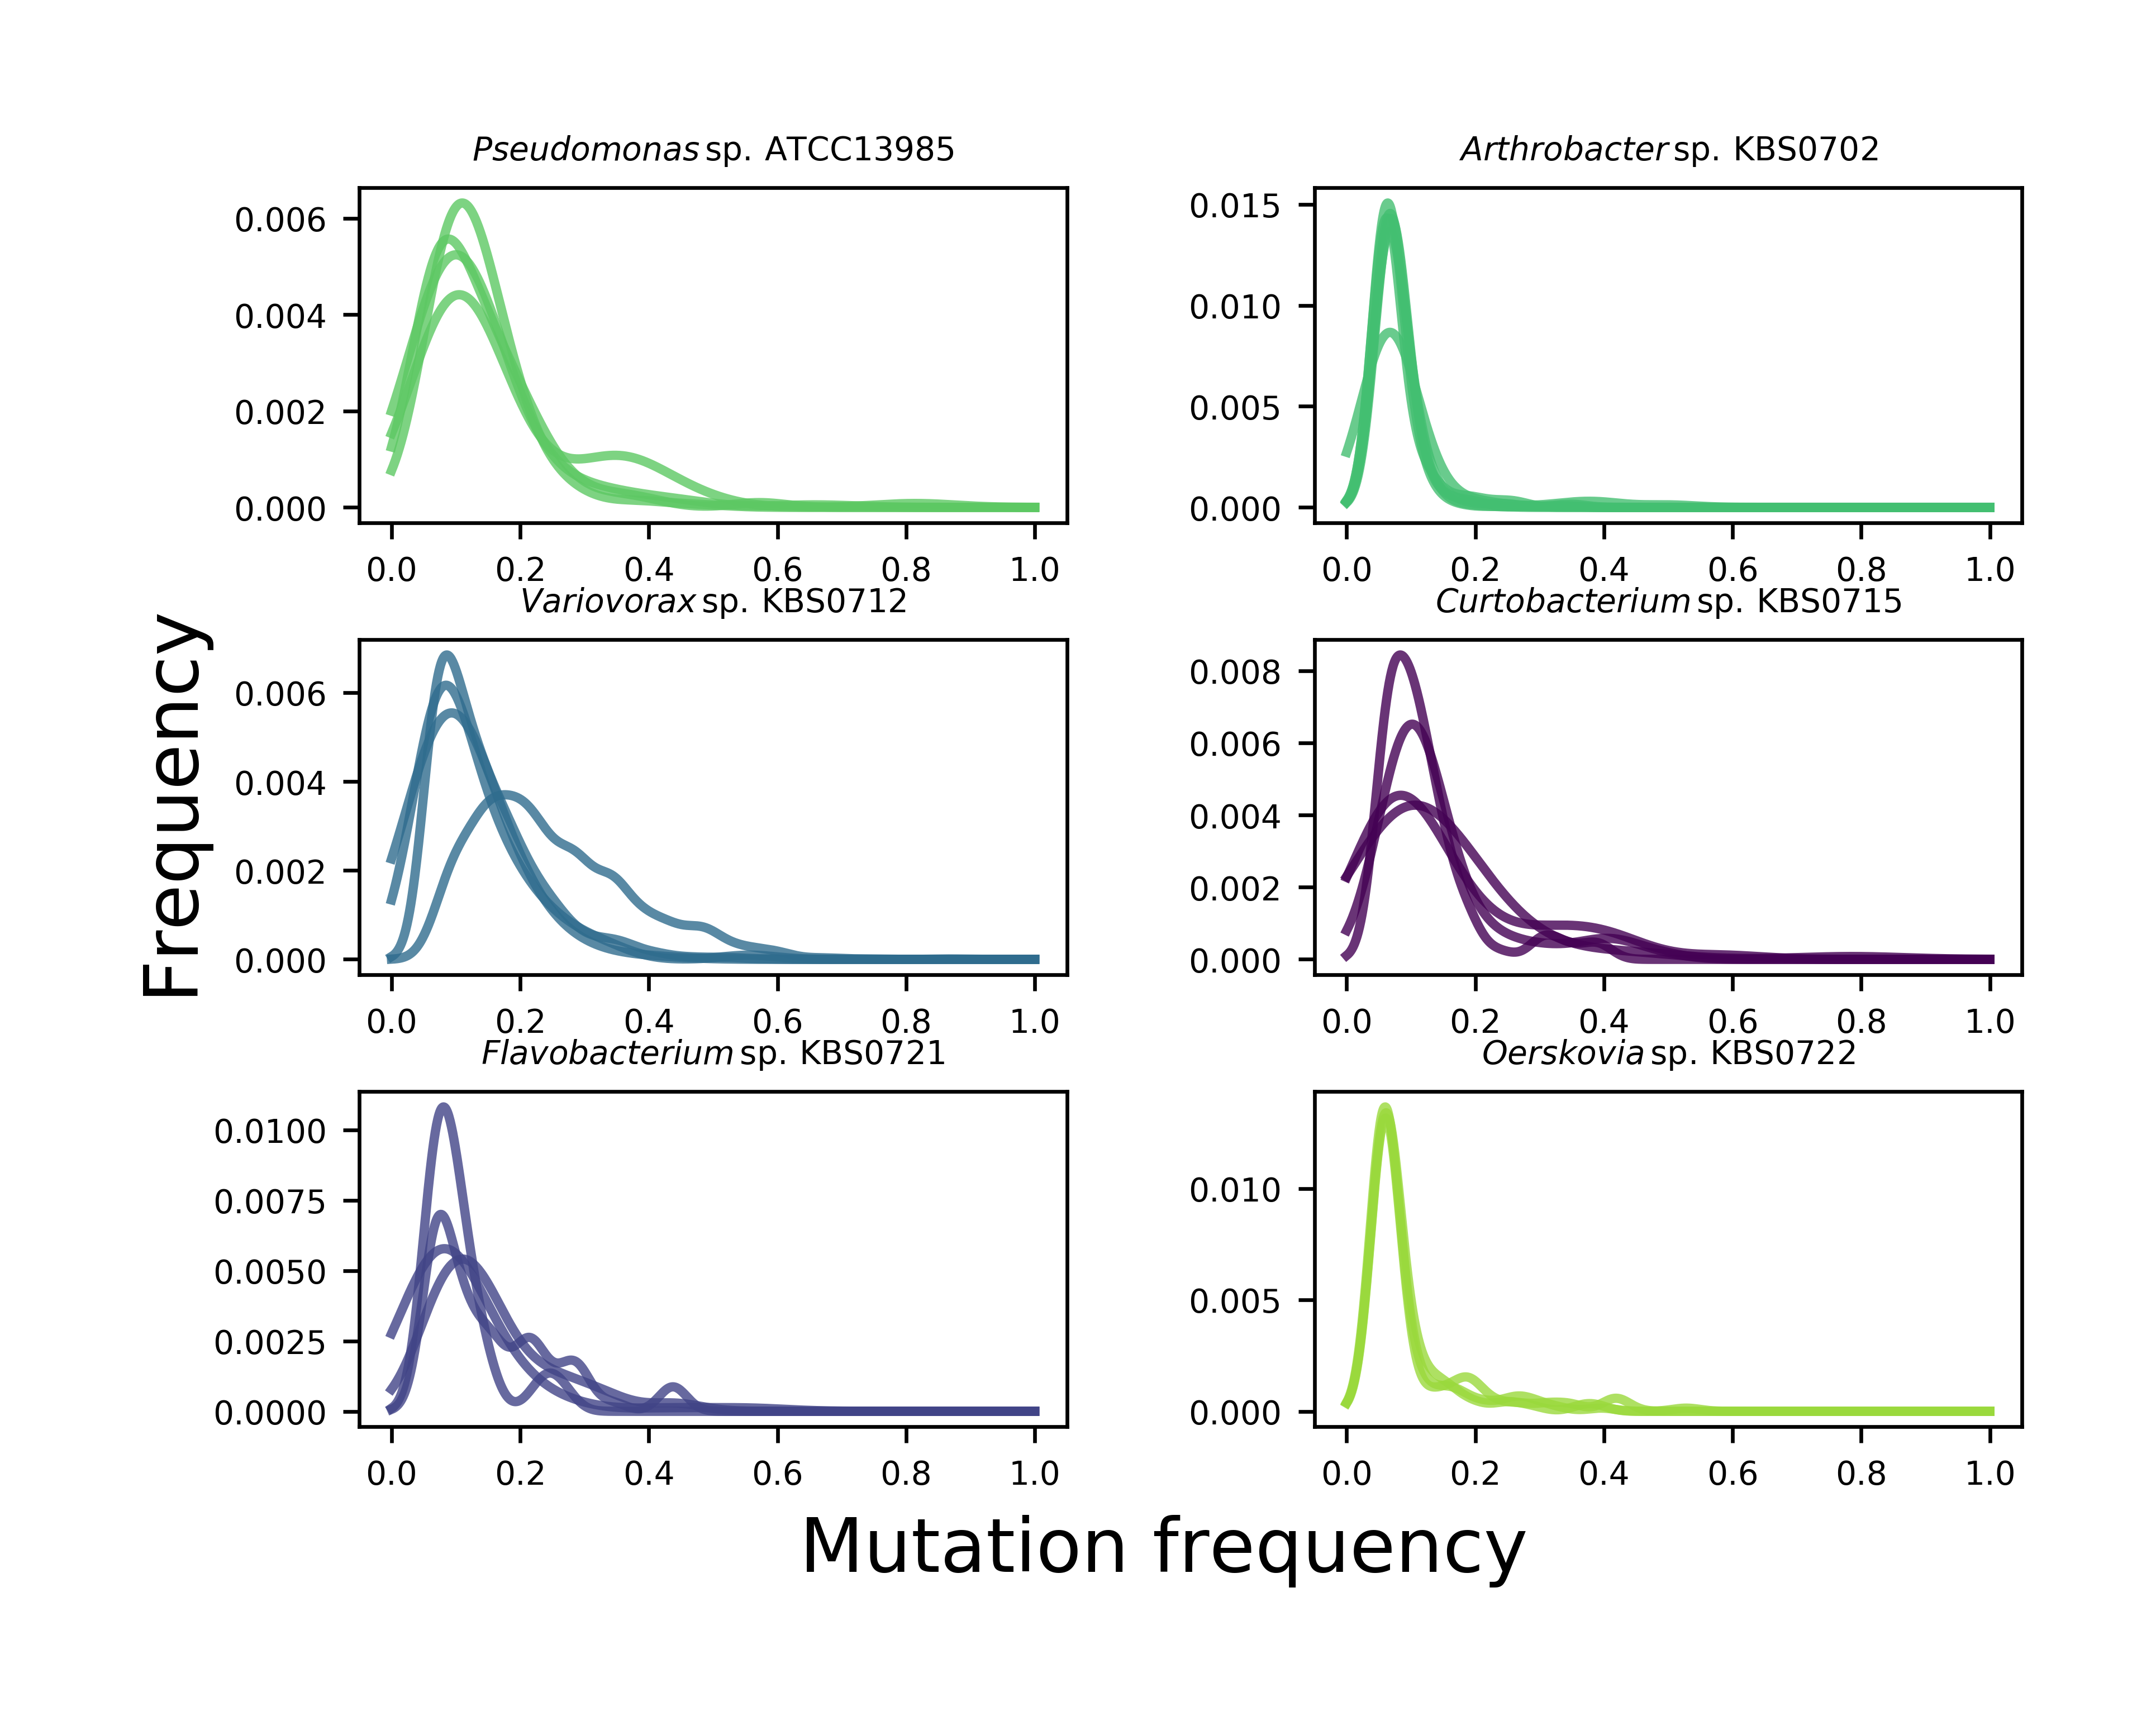 Pseudomonas sp. ATCC13985
0.006
0.004
0.002
0.000
0.0 0.2 0.4 0.6 0.8 1.0
Arthrobacter sp. KBS0702
0.015
0.010
0.005
0.000
0.0 0.2 0.4 0.6 0.8 1.0
Variovorax sp. KBS0712
0.006
0.004
0.002
0.000
0.0 0.2 0.4 0.6 0.8 1.0
Curtobacterium sp. KBS0715
0.008
0.006
0.004
0.002
0.000
0.0 0.2 0.4 0.6 0.8 1.0
Flavobacterium sp. KBS0721
0.0100
0.0075
0.0050
0.0025
0.0000
0.0 0.2 0.4 0.6 0.8 1.0
Oerskovia sp. KBS0722
0.010
0.005
0.000
0.0 0.2 0.4 0.6 0.8 1.0
Frequency
Mutation frequency